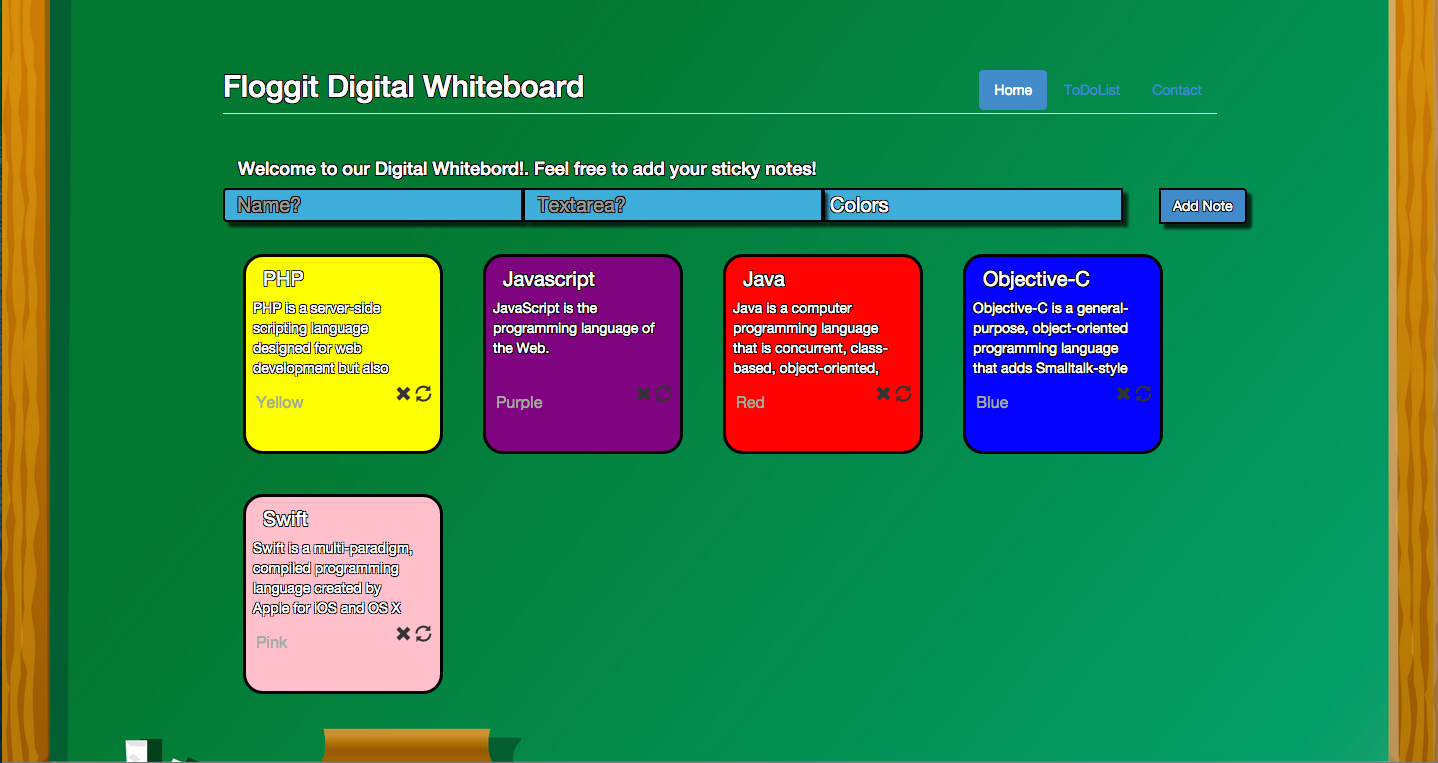 Floggit Digital Whiteboard
Home ToDoList Contact
Welcome to our Digital Whitebord!. Feel free to add your sticky notes!
Name? Textarea? Colors Add Note
PHP
PHP is a server-side
scripting language
designed for web
development but also
Yellow
Javascript
JavaScript is the
programming language of
the Web.
Purple
Java
Java is a computer
programming language
that is concurrent, class-
based, object-oriented,
Red
Objective-C
Objective-C is a general-
purpose, object-oriented
programming language
that adds Smalltalk-style
Blue
Swift
Swift is a multi-paradigm,
compiled programming
language created by
Apple for iOS and OS X
Pink